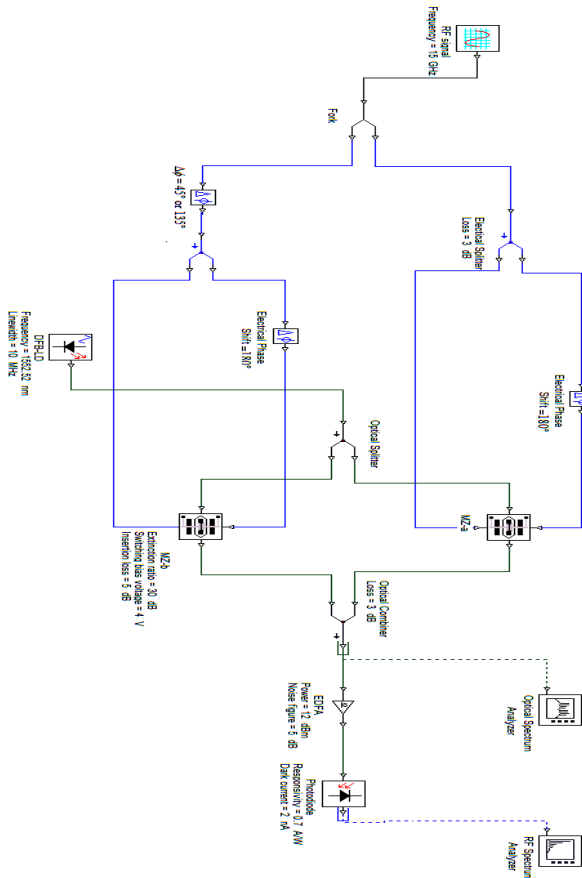 RF signal
Frequency = 15 GHz
Fork
Δϕ = 45° or 135°
Electrical Splitter
Loss = 3 dB
Electrical Phase
Shift =180°
Electrical Phase
Shift =180°
DFB-LD
Frequency = 1552.52 nm
Linewidth = 10 MHz
Optical Splitter
MZ-a
MZ-b
Extinction ratio = 30 dB
Switching bias voltage = 4 V
Insertion loss = 5 dB
Optical Combiner
Loss = 3 dB
EDFA
Power = 12 dBm
Noise figure = 5 dB
Photodiode
Responsivity = 0.7 A/W
Dark current = 2 nA
Optical Spectrum
Analyzer
RF Spectrun
Analyzer